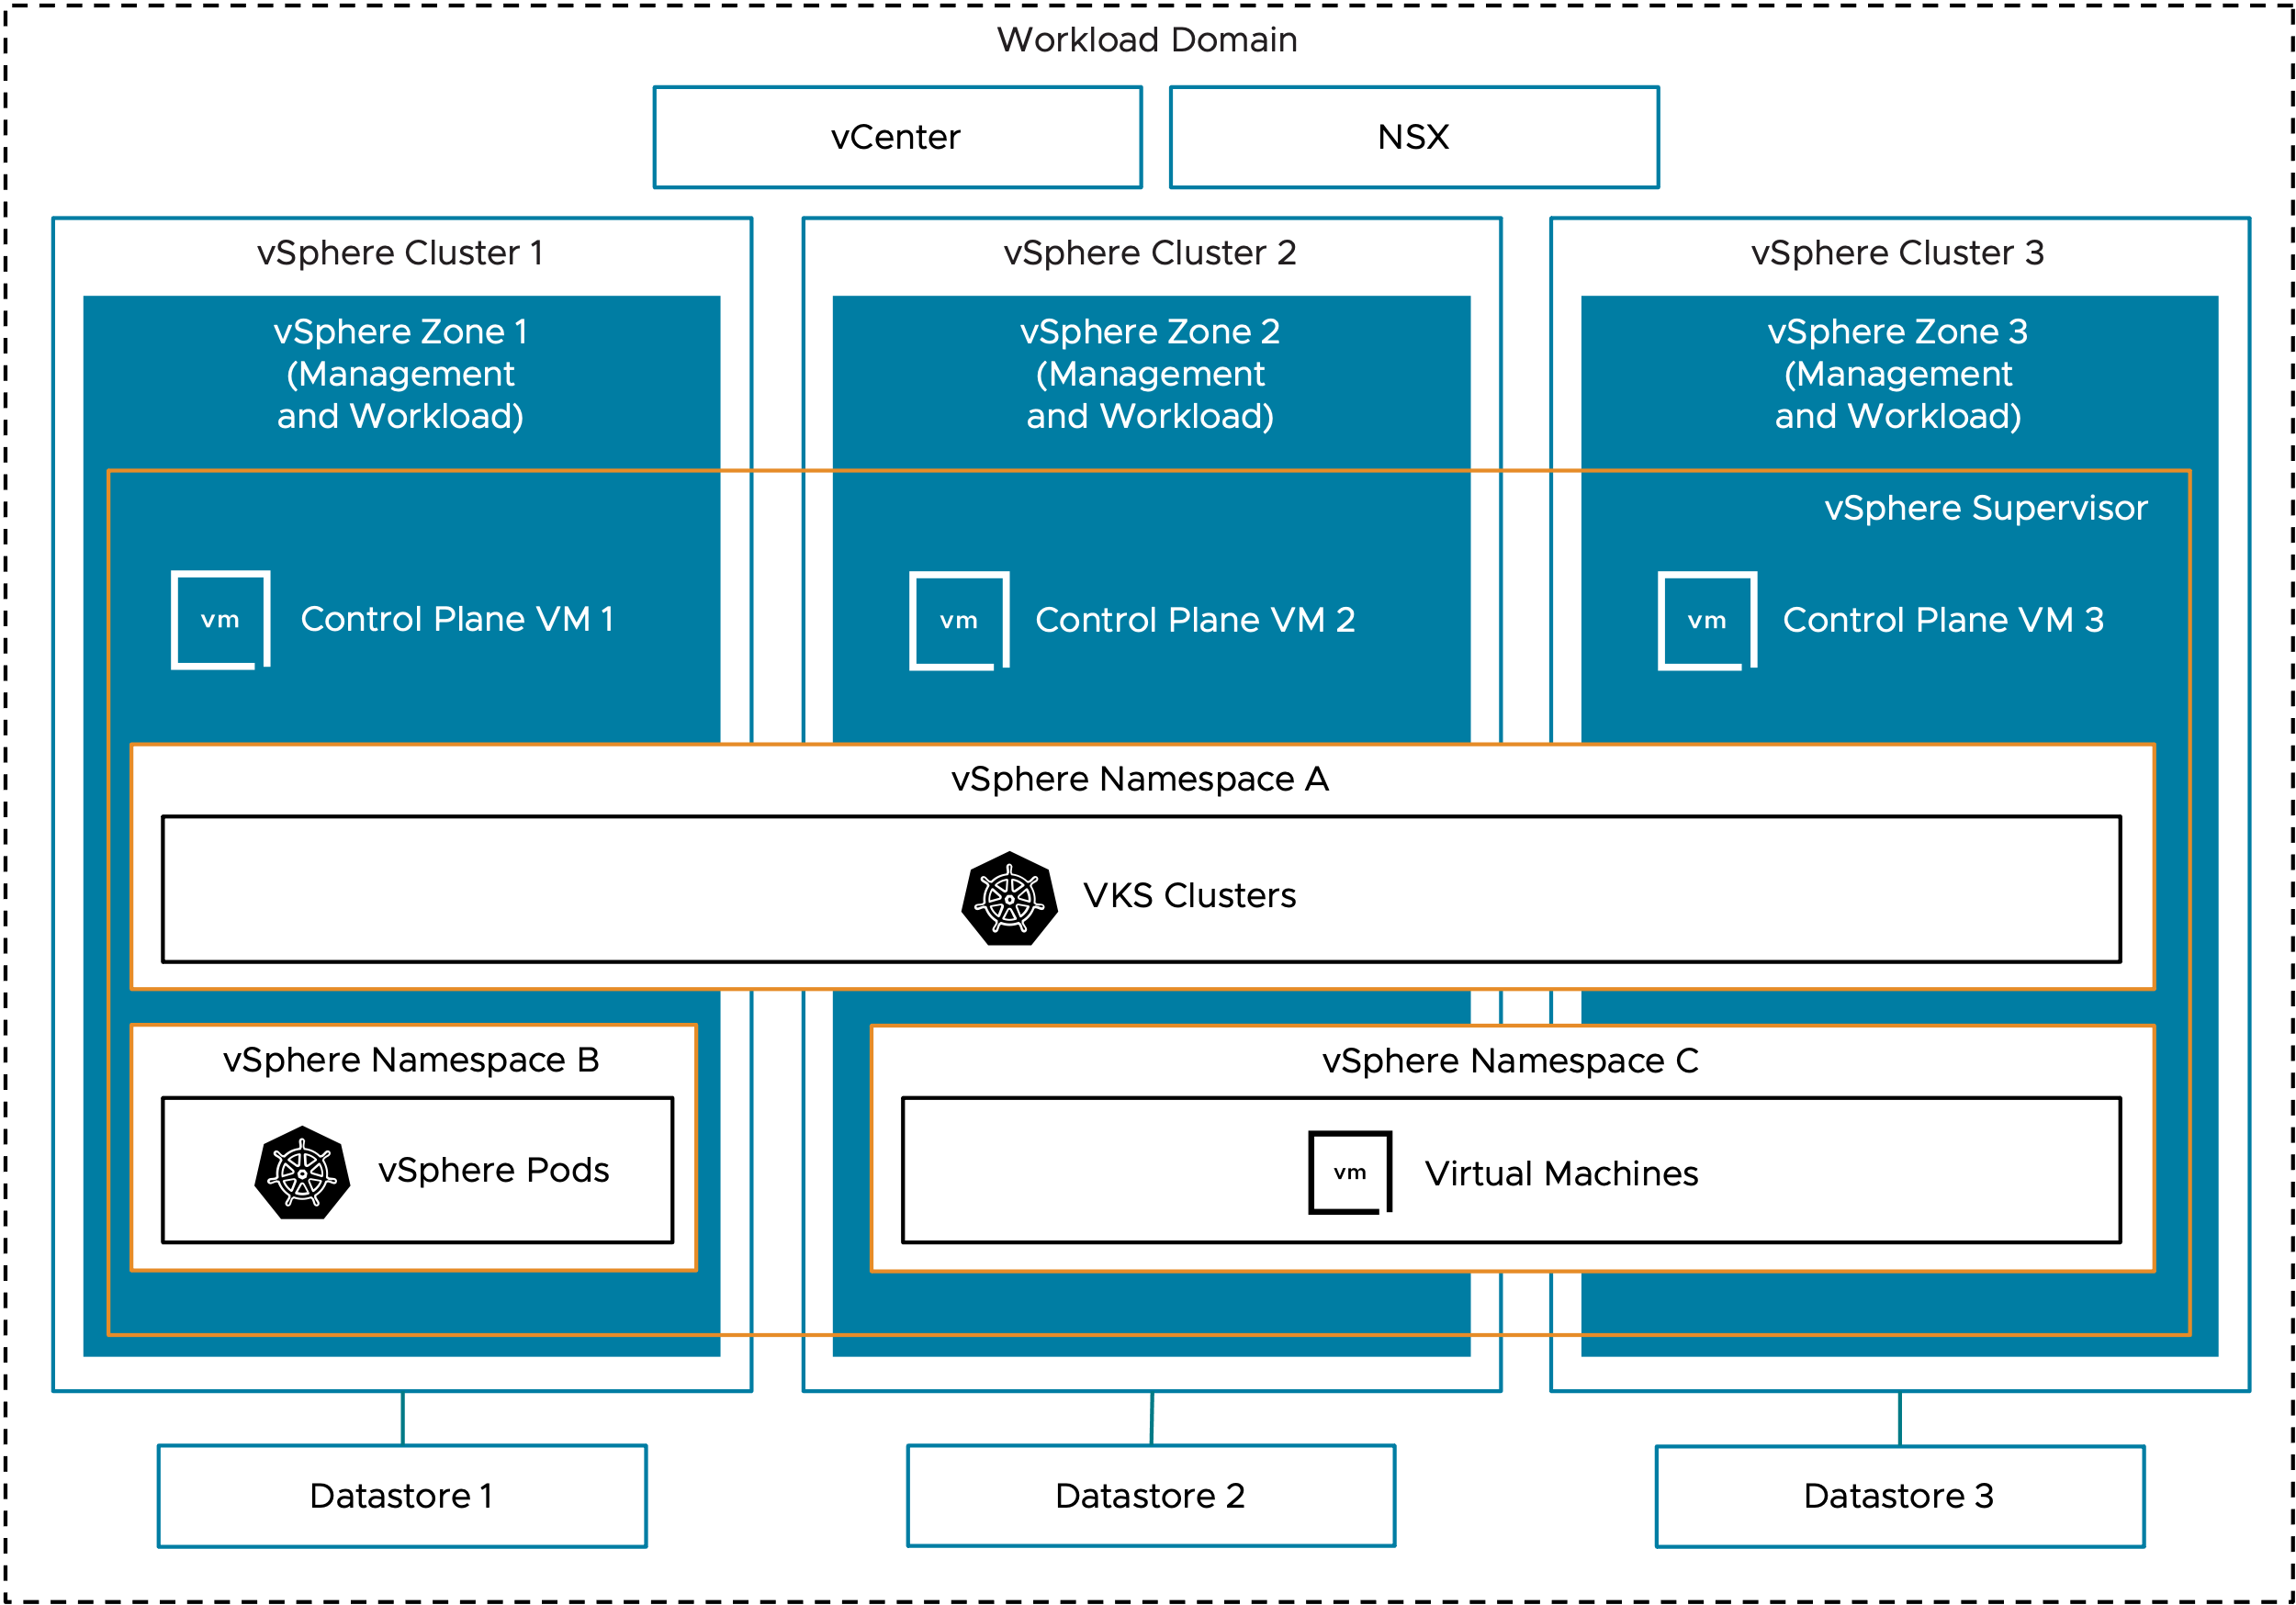 Workload Domain
vCenter
NSX
vSphere Cluster 1
vSphere Cluster 2
vSphere Cluster 3
vSphere Zone 1
(Management
and Workload)
vSphere Zone 2
(Management
and Workload)
vSphere Zone 3
(Management
and Workload)
vSphere Supervisor
vm
Control Plane VM 1
vm
Control Plane VM 2
vm
Control Plane VM 3
vSphere Namespace A
VKS Clusters
vSphere Namespace B
vSphere Pods
vSphere Namespace C
vm
Virtual Machines
Datastore 1
Datastore 2
Datastore 3